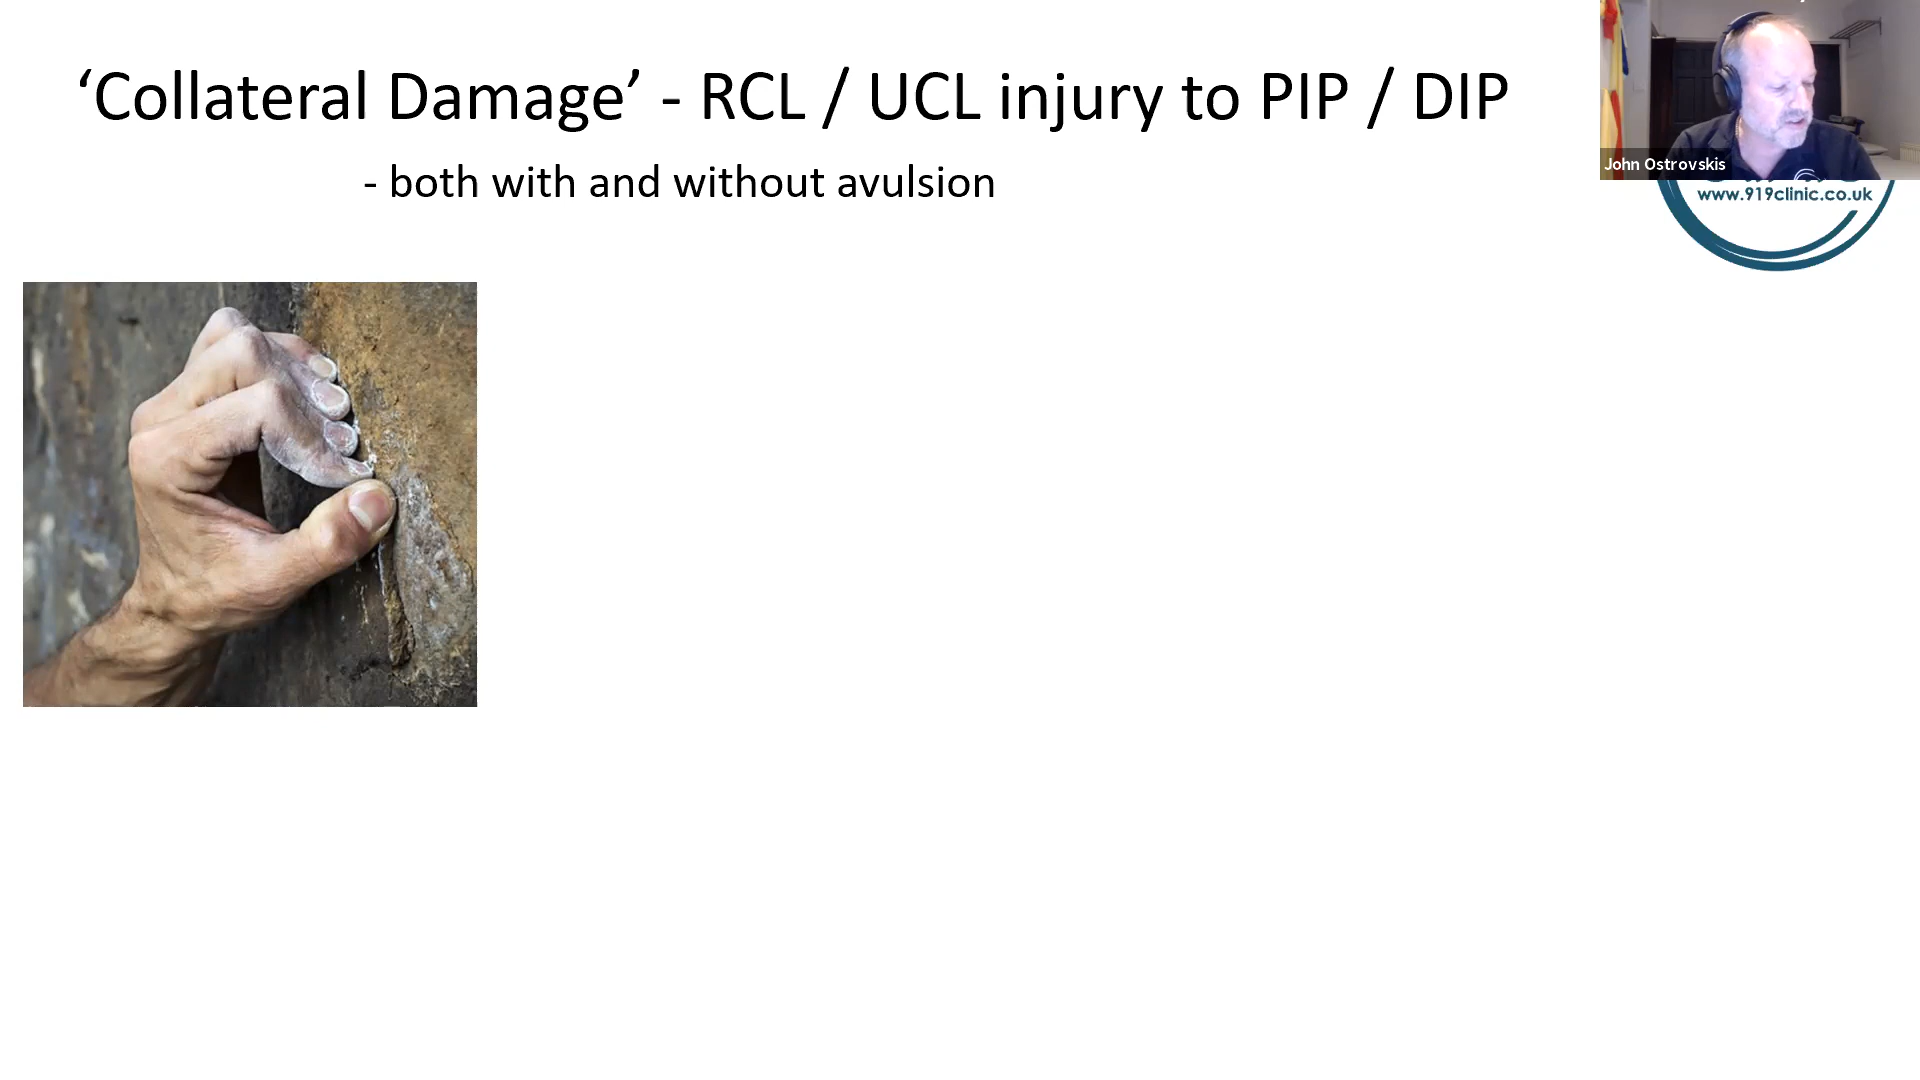 ‘Collateral Damage’ - RCL / UCL injury to PIP / DIP
- both with and without avulsion
John Ostrovskis
www.919clinic.co.uk